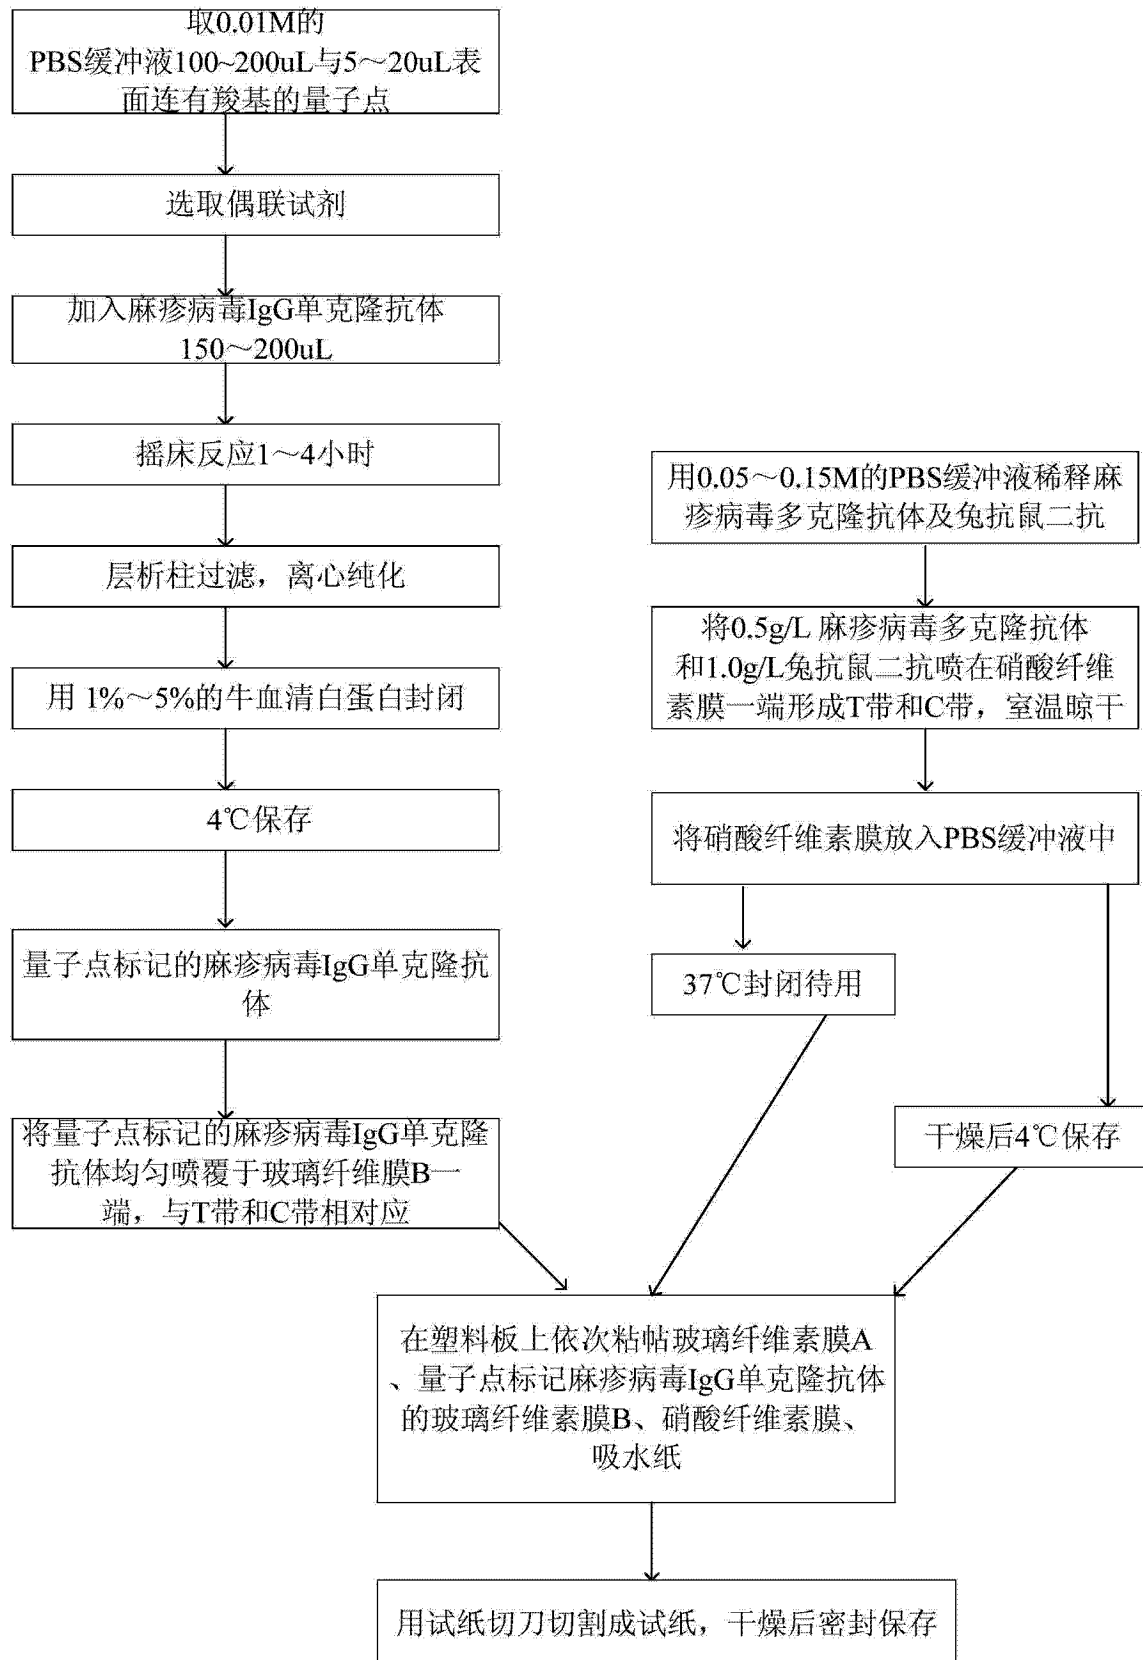 取0.01M的
PBS缓冲液100~200uL与5～20uL表
面连有羧基的量子点
选取偶联试剂
加入麻疹病毒IgG单克隆抗体
150～200uL
摇床反应1～4小时
层析柱过滤，离心纯化
用 1%～5%的牛血清白蛋白封闭
4℃保存
量子点标记的麻疹病毒IgG单克隆抗
体
将量子点标记的麻疹病毒IgG单克隆
抗体均匀喷覆于玻璃纤维膜B一
端，与T带和C带相对应
用0.05～0.15M的PBS缓冲液稀释麻
疹病毒多克隆抗体及兔抗鼠二抗
将0.5g/L 麻疹病毒多克隆抗体
和1.0g/L兔抗鼠二抗喷在硝酸纤维
素膜一端形成T带和C带，室温晾干
将硝酸纤维素膜放入PBS缓冲液中
37℃封闭待用
干燥后4℃保存
在塑料板上依次粘帖玻璃纤维素膜A
、量子点标记麻疹病毒IgG单克隆抗体
的玻璃纤维素膜B、硝酸纤维素膜、
吸水纸
用试纸切刀切割成试纸，干燥后密封保存